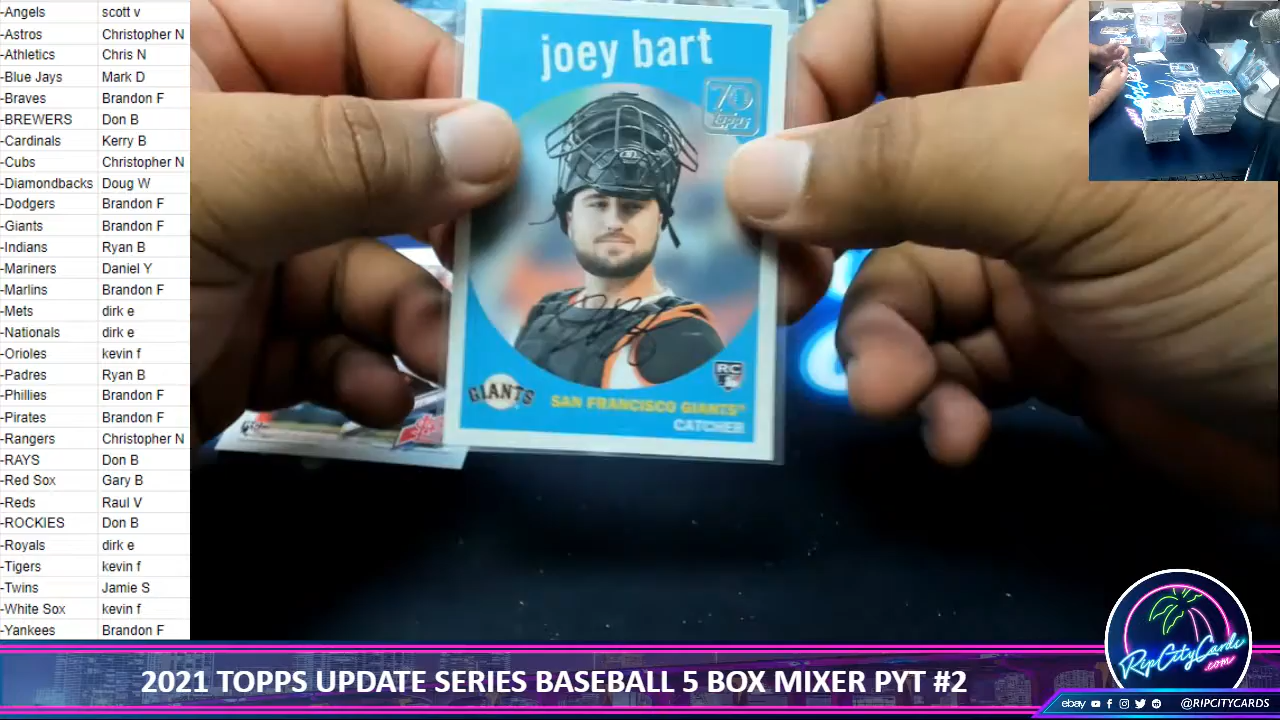 -Angels scott v
-Astros Christopher N
-Athletics Chris N
-Blue Jays Mark D
-Braves Brandon F
-BREWERS Don B
-Cardinals Kerry B
-Cubs Christopher N
-Diamondbacks Doug W
-Dodgers Brandon F
-Giants Brandon F
-Indians Ryan B
-Mariners Daniel Y
-Marlins Brandon F
-Mets dirk e
-Nationals dirk e
-Orioles kevin f
-Padres Ryan B
-Phillies Brandon F
-Pirates Brandon F
-Rangers Christopher N
-RAYS Don B
-Red Sox Gary B
-Reds Raul V
-ROCKIES Don B
-Royals dirk e
-Tigers kevin f
-Twins Jamie S
-White Sox kevin f
-Yankees Brandon F
joey bart
70
topps
RC
GIANTS
SAN FRANCISCO GIANTS
CATCHER
2021 TOPPS UPDATE SERIES BASEBALL 5 BOX MIXER PYT #2
RipCityCards
.com
ebay @RIPCITYCARDS